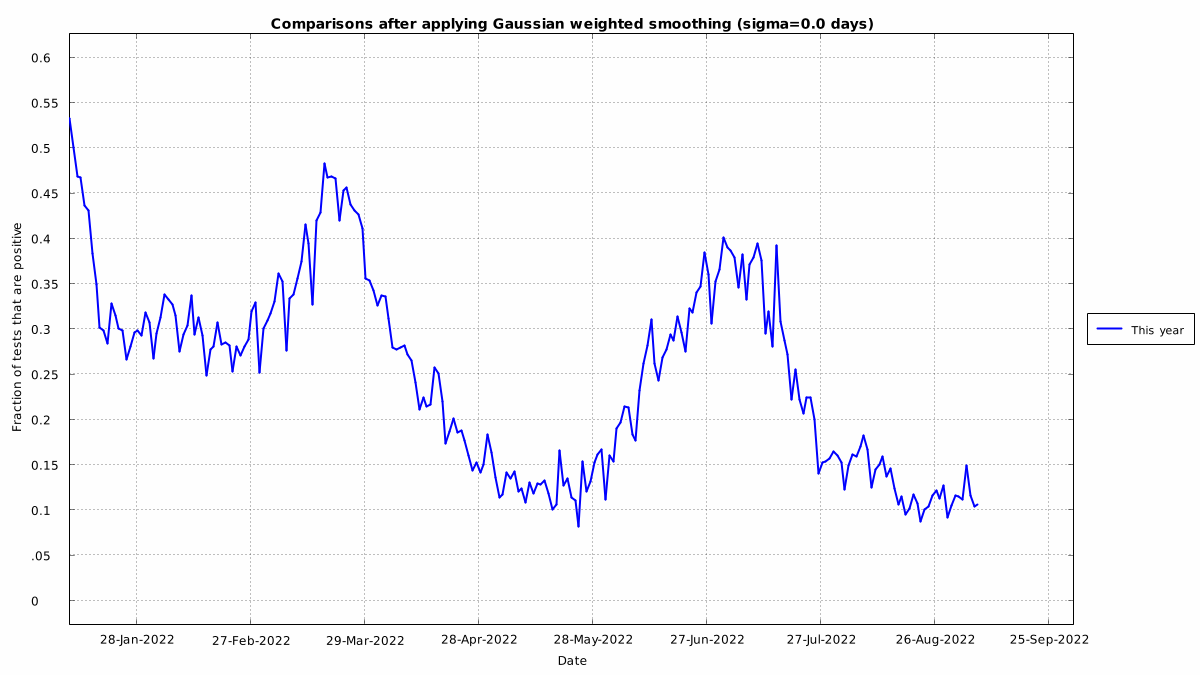 Comparisons after applying Gaussian weighted smoothing (sigma=0.0 days)
0.6
0.55
0.5
0.45
0.4
0.35
0.3
0.25
0.2
0.15
0.1
.05
0
Fraction of tests that are positive
28-Jan-2022 27-Feb-2022 29-Mar-2022 28-Apr-2022 28-May-2022 27-Jun-2022 27-Jul-2022 26-Aug-2022 25-Sep-2022
Date
This year